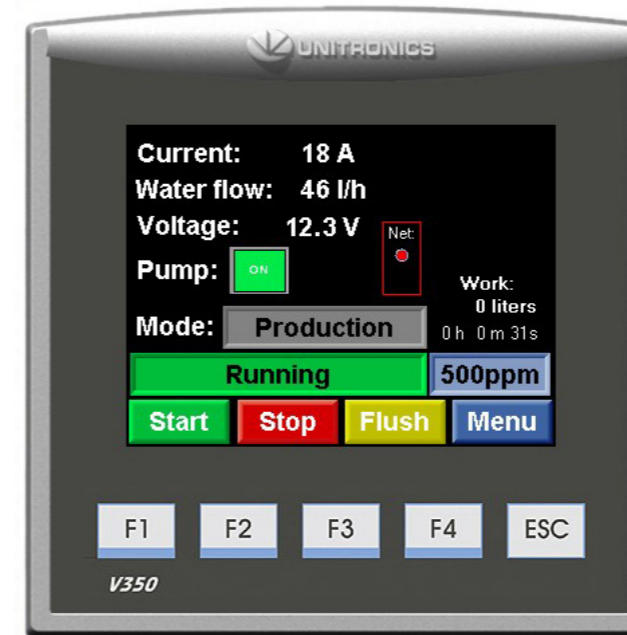 UNITRONICS
Current: 18 A
Water flow: 46 l/h
Voltage: 12.3 V
Net:
Pump: ON
Work:
0 liters
Mode: Production
0 h 0 m 31s
Running 500ppm
Start Stop Flush Menu
F1 F2 F3 F4 ESC
V350